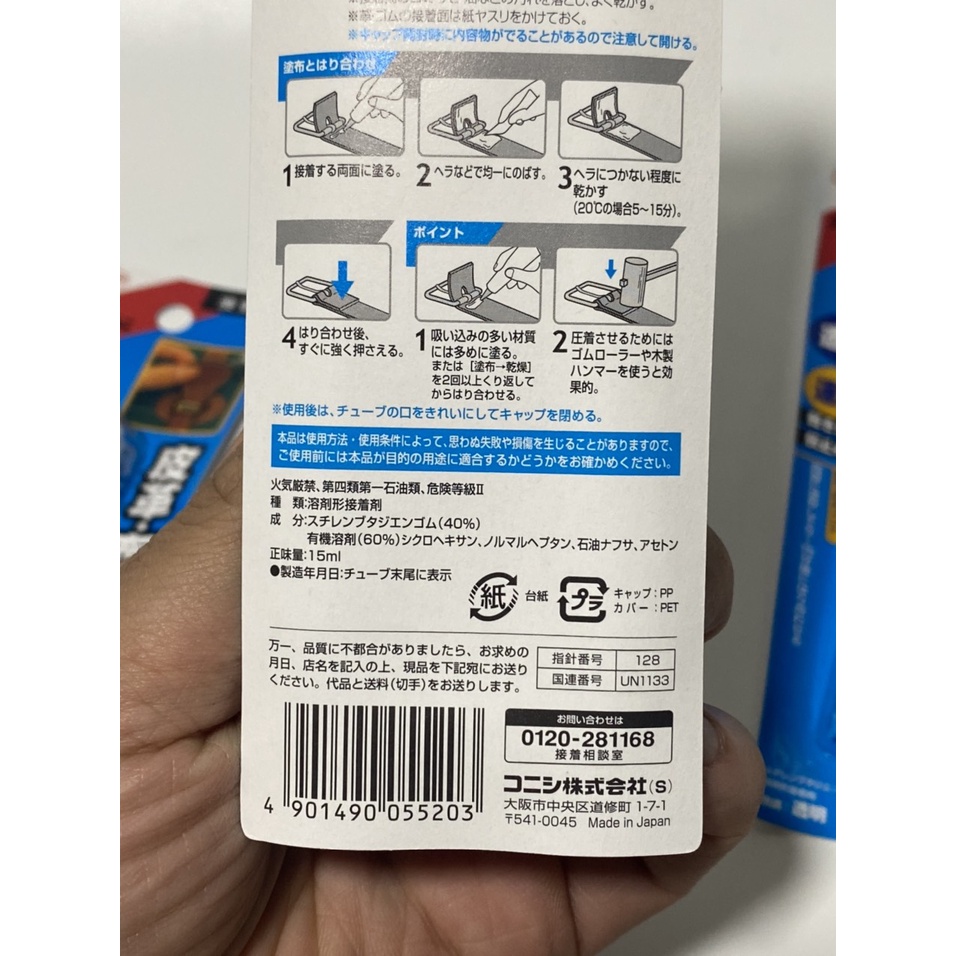 をかけておく。
※キャップ開封時に内容物がでることがあるので注意して開ける。
塗布とはり合わせ
1 接着する両面に塗る。
2 ヘラなどで均一にのばす。
3 ヘラにつかない程度に
乾かす
(20℃の場合5〜15分)。
4 はり合わせ後、
すぐに強く押さえる。
ポイント
1 吸い込みの多い材質
には多めに塗る。
または［塗布→乾燥］
を2回以上くり返して
からはり合わせる。
2 圧着させるためには
ゴムローラーや木製
ハンマーを使うと効
果的。
※使用後は、チューブの口をきれいにしてキャップを閉める。
本品は使用方法・使用条件によって、思わぬ失敗や損傷を生じることがありますので、
ご使用前には本品が目的の用途に適合するかどうかをお確かめください。
火気厳禁、第四類第一石油類、危険等級Ⅱ
種　類：溶剤形接着剤
成　分：スチレンブタジエンゴム(40%)
有機溶剤(60%)シクロヘキサン、ノルマルヘプタン、石油ナフサ、アセトン
正味量：15ml
●製造年月日：チューブ末尾に表示
紙 台紙
プラ
キャップ：PP
カバー：PET
万一、品質に不都合がありましたら、お求めの
月日、店名を記入の上、現品を下記宛にお送り
ください。代品と送料(切手)をお送りします。
指針番号 128
国連番号 UN1133
お問い合わせは
0120-281168
接着相談室
コニシ株式会社(S)
大阪市中央区道修町 1-7-1
〒541-0045 Made in Japan
4 901490 055203
透明